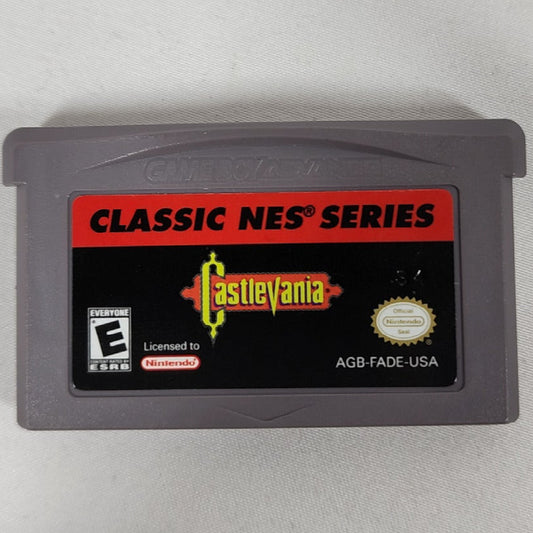 GAME BOY ADVANCE
CLASSIC NES® SERIES
Castlevania®
EVERYONE
E
CONTENT RATED BY
ESRB
Licensed to
Nintendo
Official
Nintendo
Seal
AGB-FADE-USA